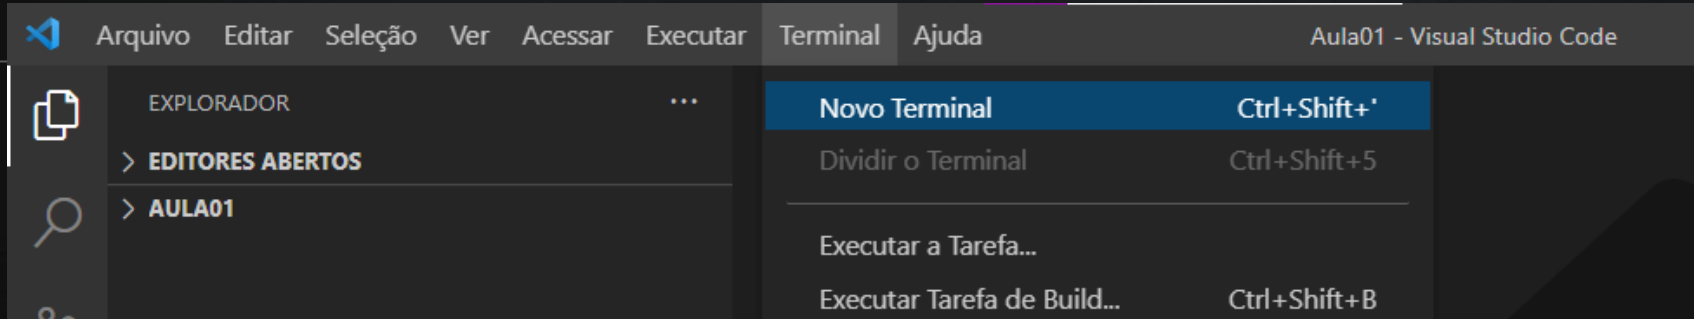 Arquivo Editar Seleção Ver Acessar Executar Terminal Ajuda Aula01 - Visual Studio Code
EXPLORADOR ...
EDITORES ABERTOS
AULA01
Novo Terminal Ctrl+Shift+'
Dividir o Terminal Ctrl+Shift+5
Executar a Tarefa...
Executar Tarefa de Build... Ctrl+Shift+B